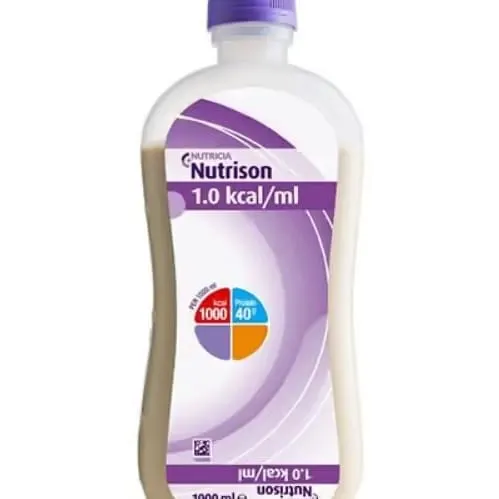 NUTRICIA
Nutrison
1.0 kcal/ml
PER 1000 ml
kcal
1000
Protein
40g
1.0 kcal/ml
Nutrison
1000 ml e